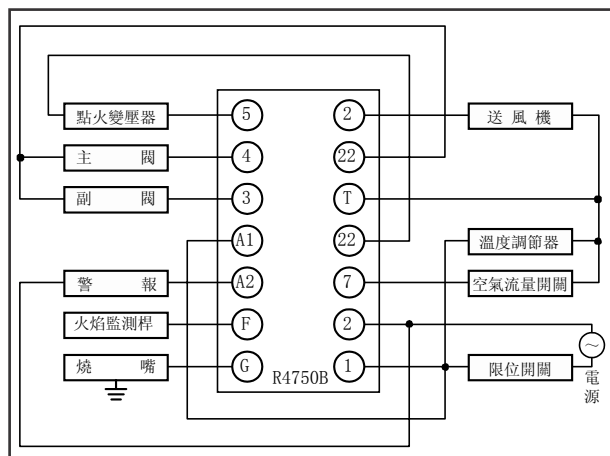 點火變壓器 5 2 送風機
主閥 4 22
副閥 3 T
A1 22 溫度調節器
警報 A2 7 空氣流量開關
火焰監測桿 F 2
～
燒嘴 G 1 限位開關
R4750B
電源